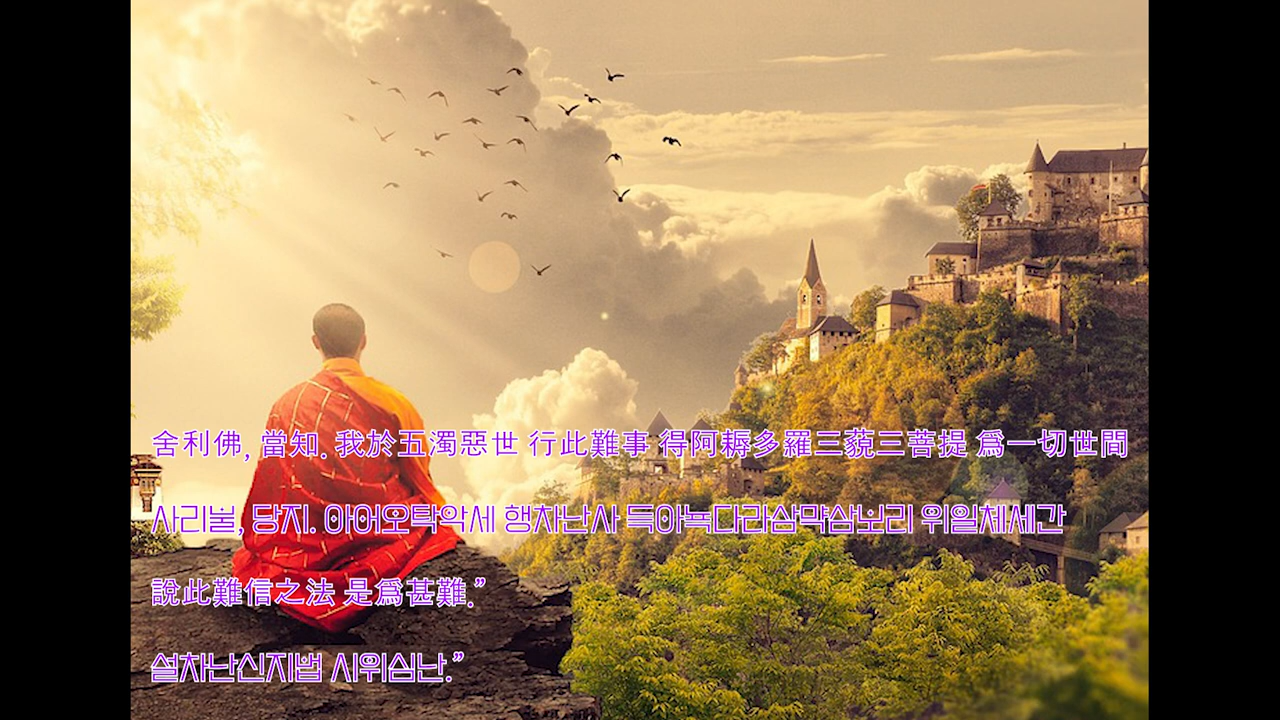 舍利佛, 當知. 我於五濁惡世 行此難事 得阿耨多羅三藐三菩提 爲一切世間
사리불, 당지. 아어오탁악세 행차난사 득아뇩다라삼먁삼보리 위일체세간
說此難信之法 是爲甚難.”
설차난신지법 시위심난.”